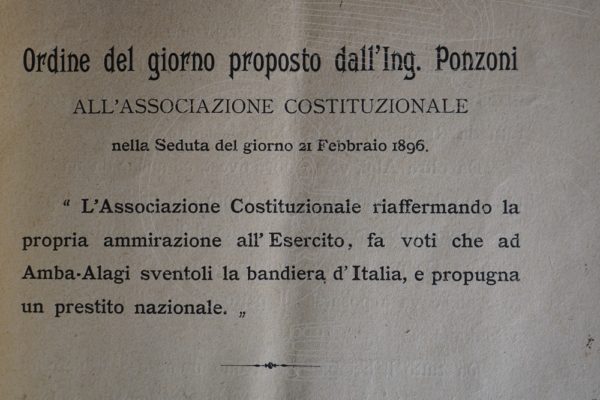 Ordine del giorno proposto dall'Ing. Ponzoni
ALL'ASSOCIAZIONE COSTITUZIONALE
nella Seduta del giorno 21 Febbraio 1896.
“ L'Associazione Costituzionale riaffermando la
propria ammirazione all'Esercito, fa voti che ad
Amba-Alagi sventoli la bandiera d'Italia, e propugna
un prestito nazionale. „